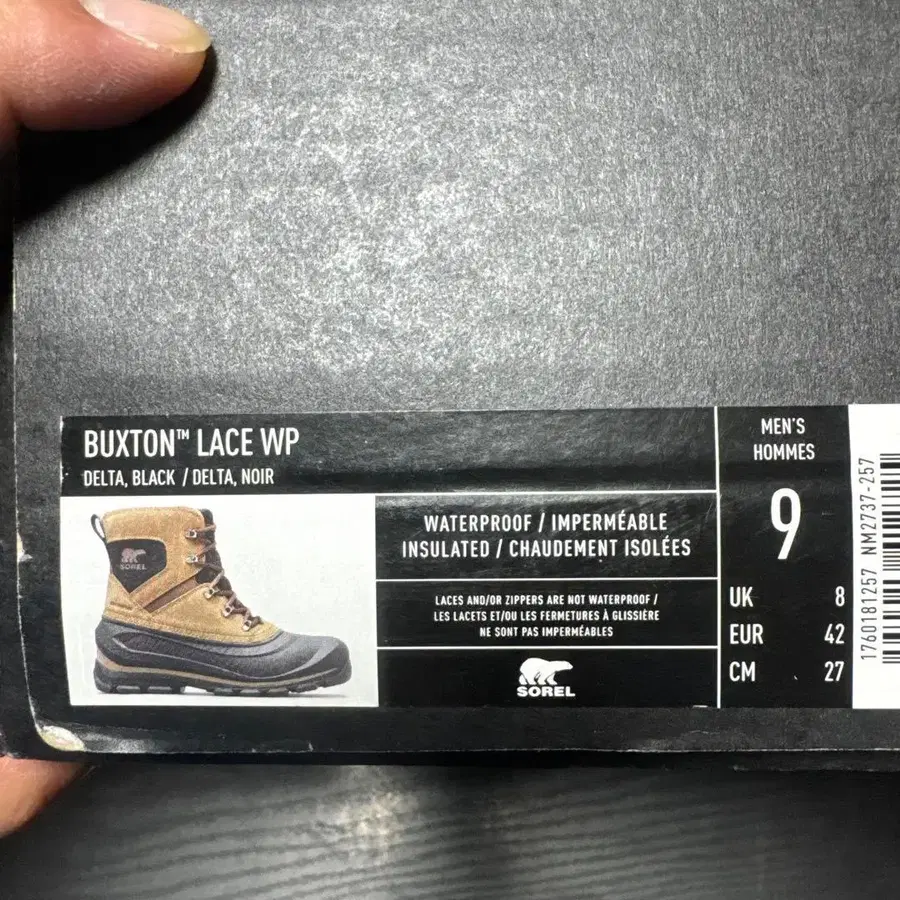 BUXTON™ LACE WP
DELTA, BLACK / DELTA, NOIR
SOREL
WATERPROOF / IMPERMÉABLE
INSULATED / CHAUDEMENT ISOLÉES
LACES AND/OR ZIPPERS ARE NOT WATERPROOF /
LES LACETS ET/OU LES FERMETURES À GLISSIÈRE
NE SONT PAS IMPERMÉABLES
SOREL
MEN'S
HOMMES
9
UK 8
EUR 42
CM 27
1760181257 NM2737-257